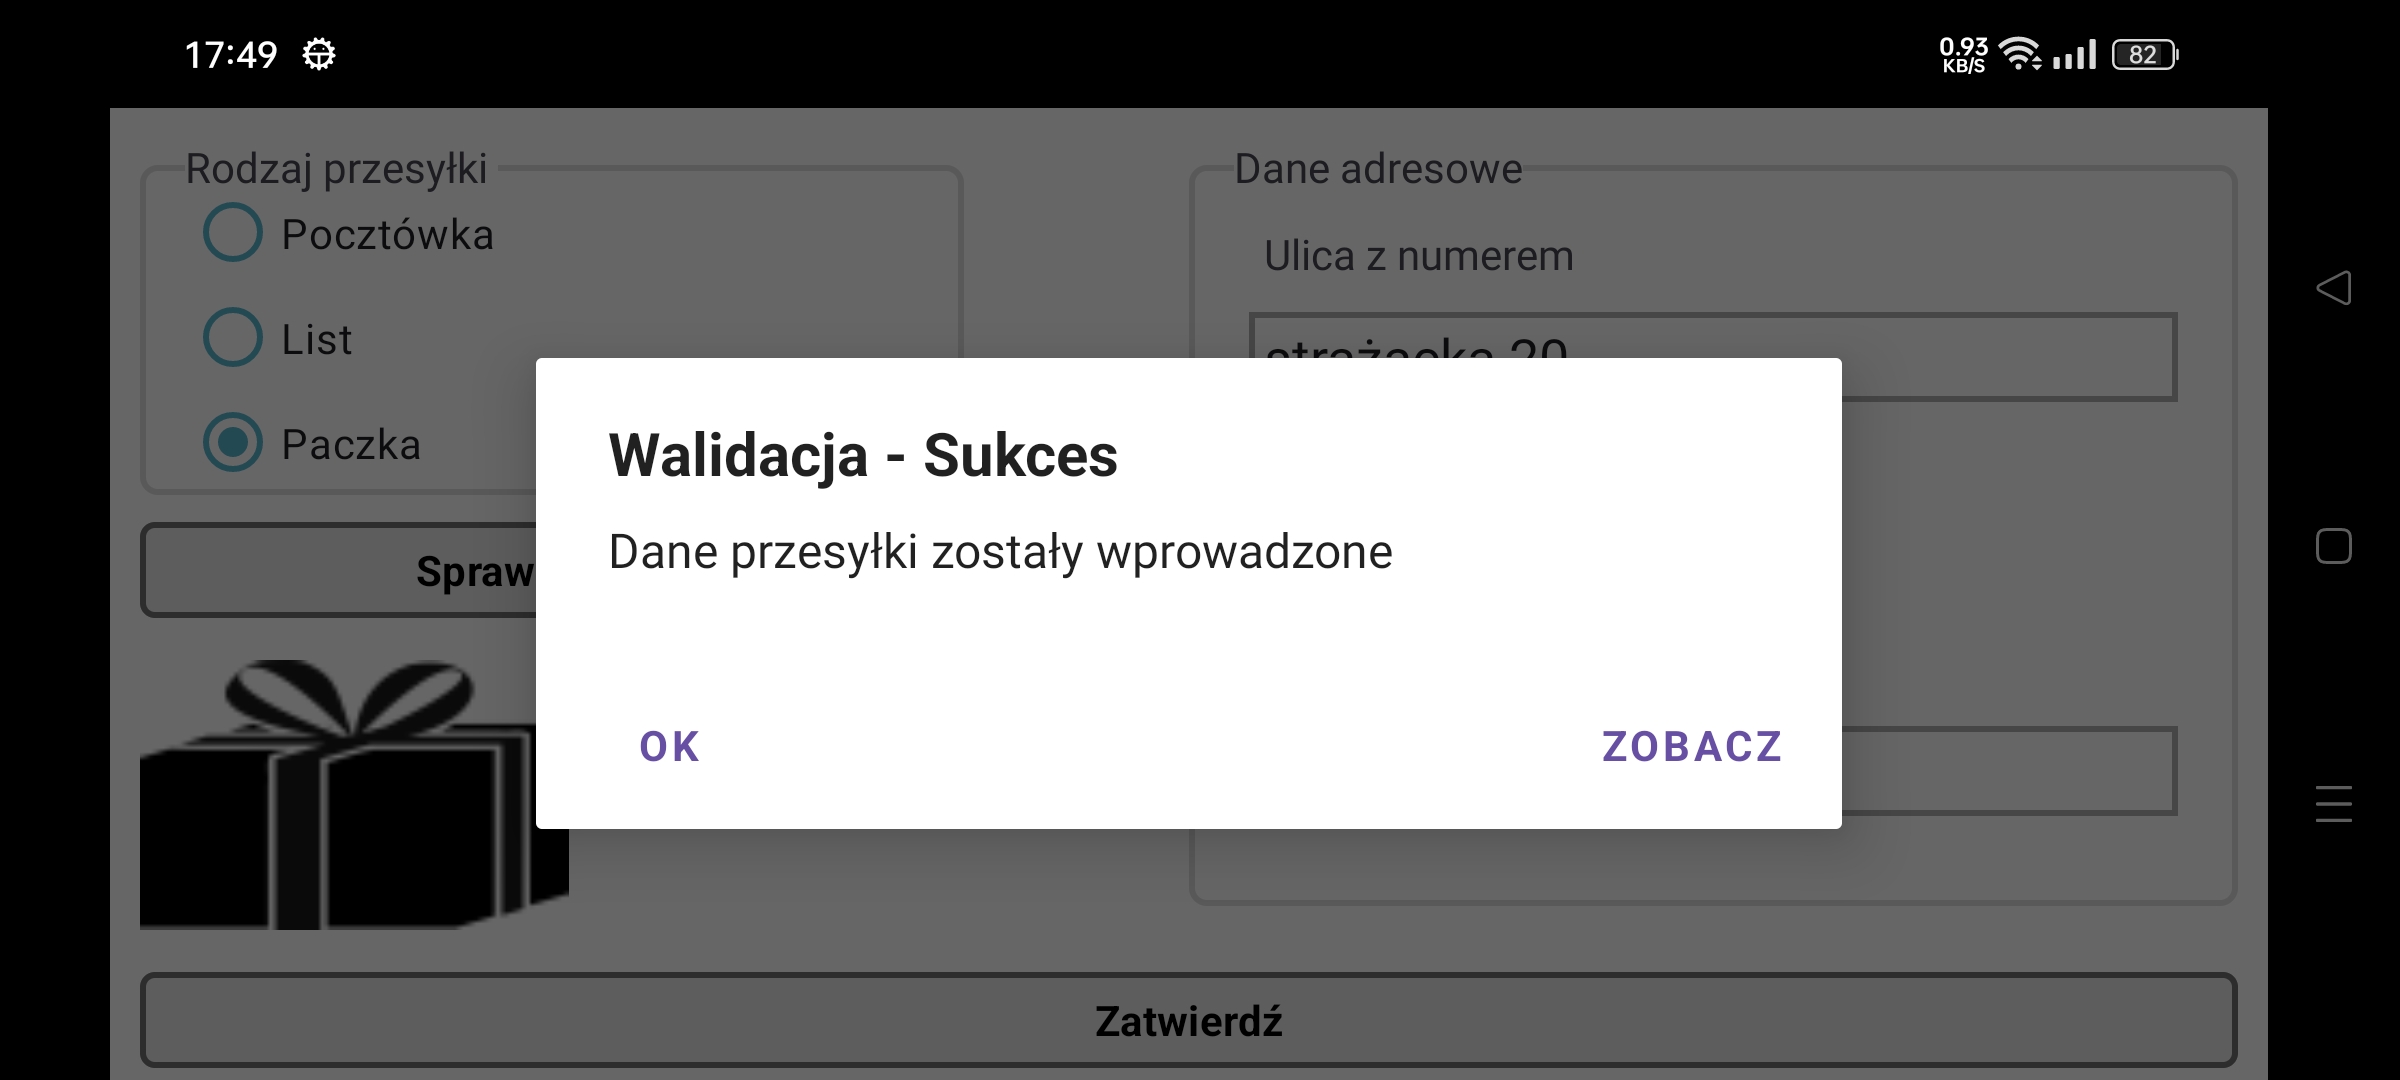 17:49
0.93
KB/S
82
Rodzaj przesyłki
Pocztówka
List
Paczka
Dane adresowe
Ulica z numerem
20
Walidacja - Sukces
Dane przesyłki zostały wprowadzone
OK
ZOBACZ
Zatwierdź